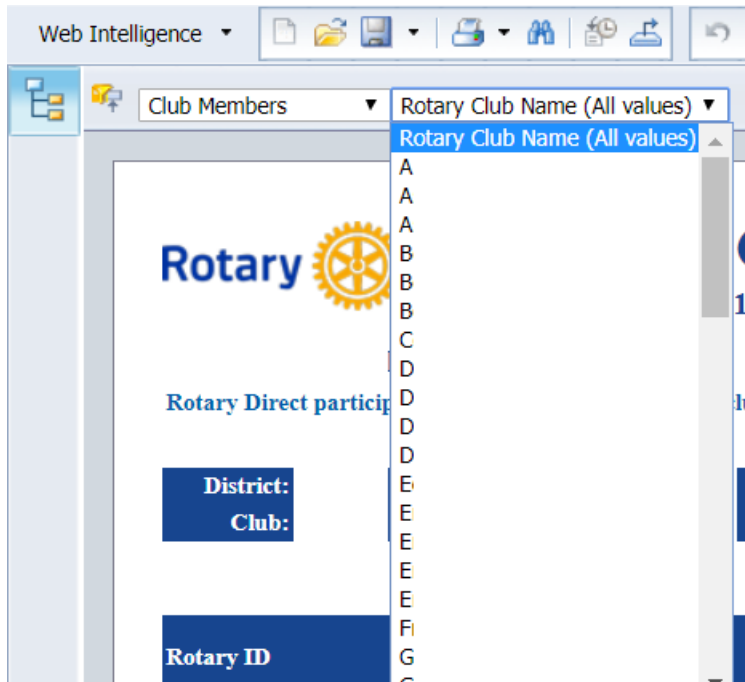 Web Intelligence
Club Members
Rotary Club Name (All values)
Rotary Club Name (All values)
A
A
A
B
B
B
C
D
D
D
D
E
E
E
E
E
F
G
Rotary
1
Rotary Direct particip
District:
Club:
Rotary ID